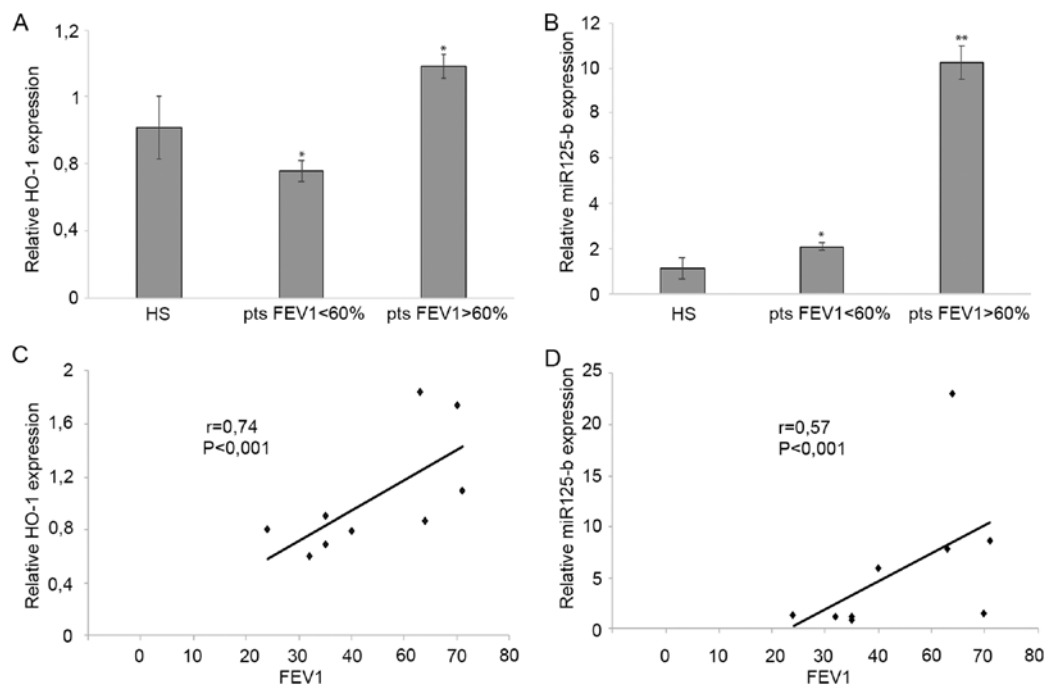 A
Relative HO-1 expression
1,2
1
0,8
0,4
0
*
*
HS
pts FEV1<60%
pts FEV1>60%
B
Relative miR125-b expression
12
10
8
6
4
2
0
*
**
HS
pts FEV1<60%
pts FEV1>60%
C
Relative HO-1 expression
2
1,6
1,2
0,8
0,4
0
r=0,74
P<0,001
0 30 40 50 60 70 80
FEV1
D
Relative miR125-b expression
25
20
15
10
5
0
r=0,57
P<0,001
0 30 40 50 60 70 80
FEV1